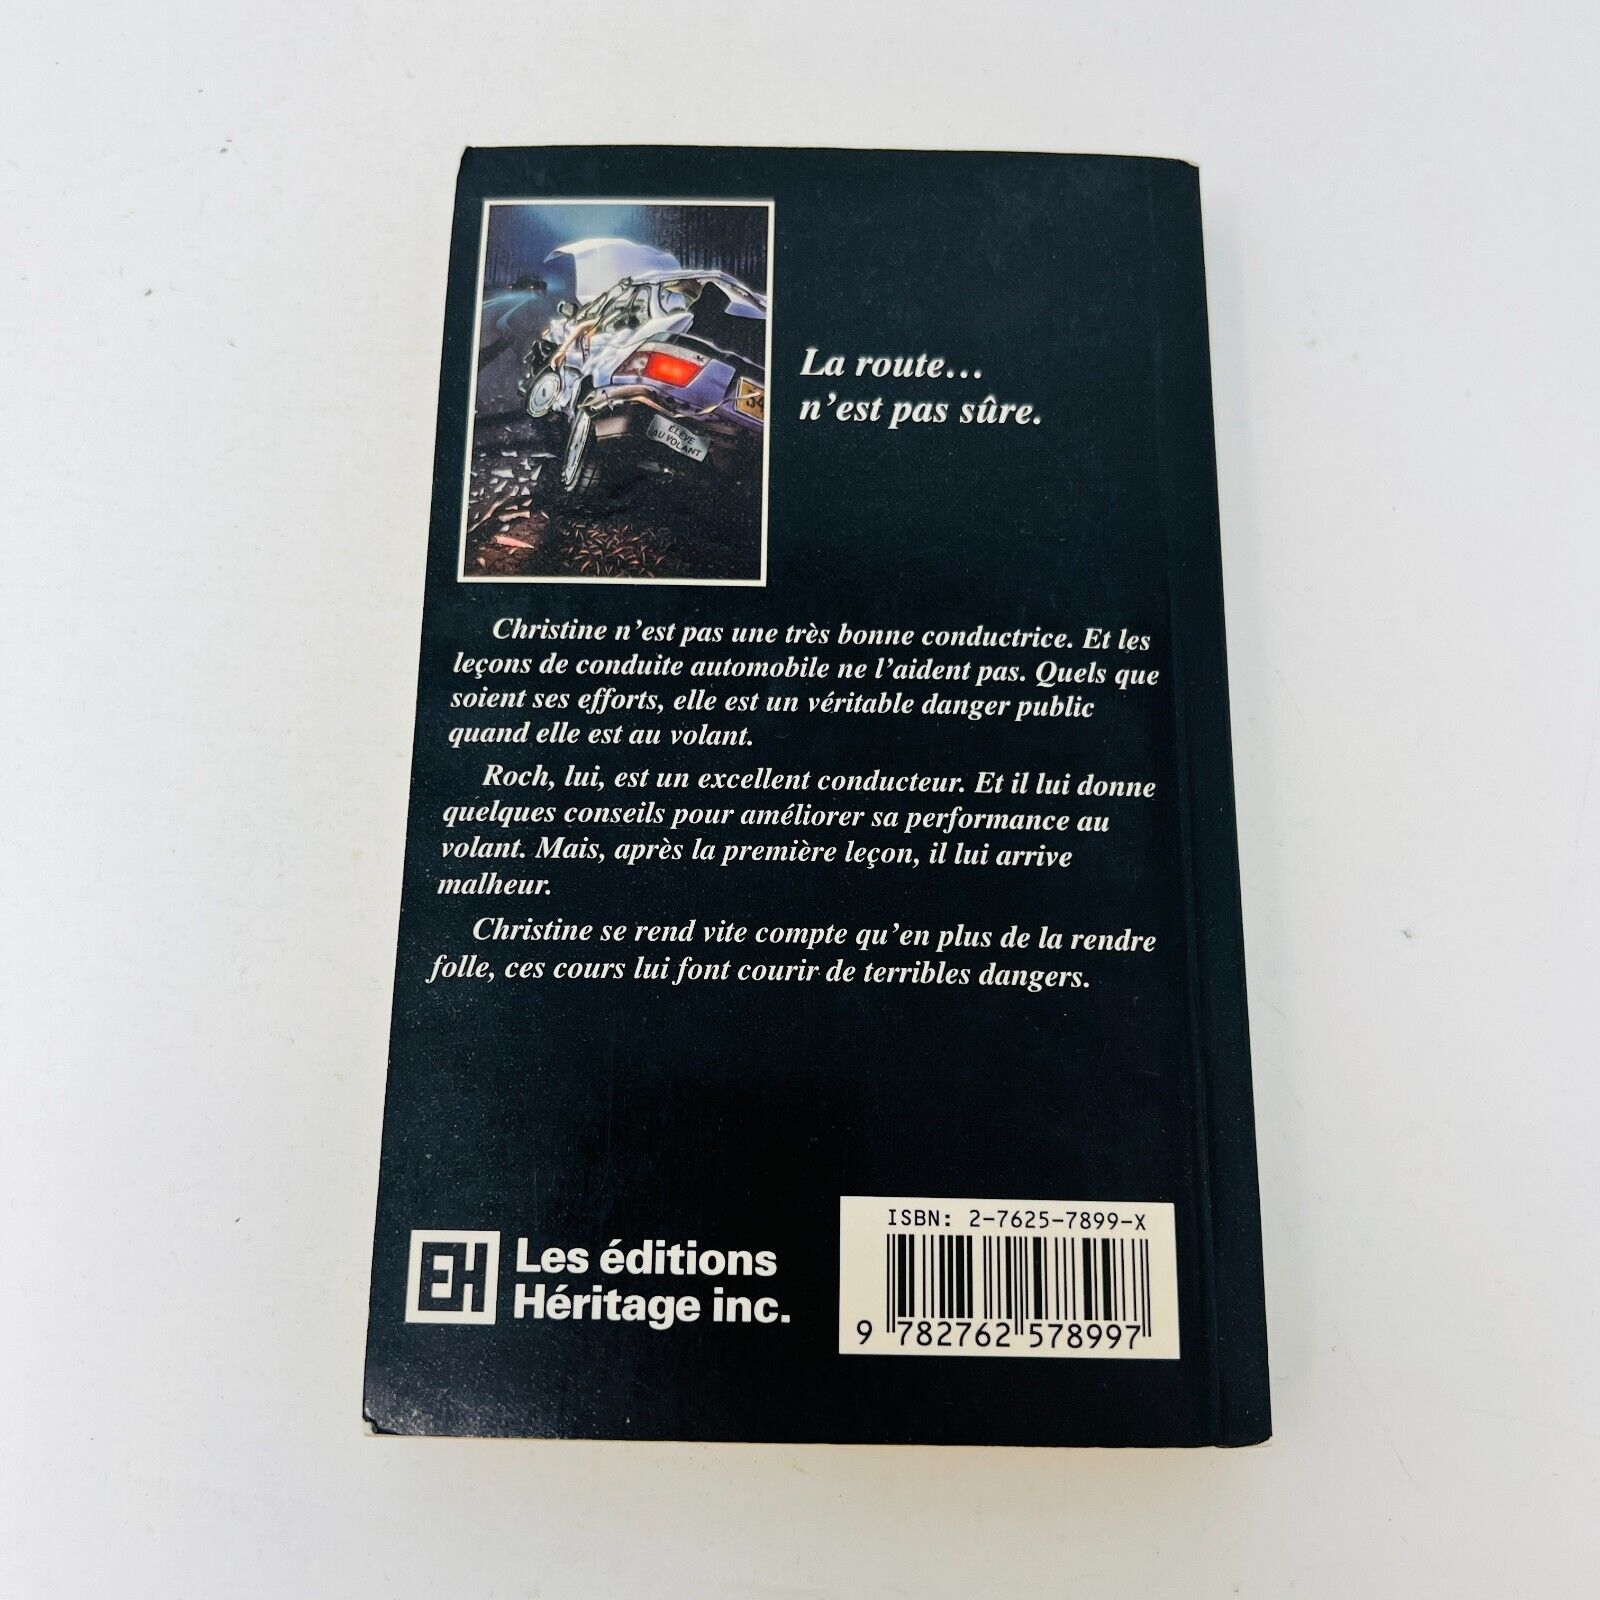 34
ELEVE
AU VOLANT
La route...
n'est pas sûre.
Christine n'est pas une très bonne conductrice. Et les
leçons de conduite automobile ne l'aident pas. Quels que
soient ses efforts, elle est un véritable danger public
quand elle est au volant.
Roch, lui, est un excellent conducteur. Et il lui donne
quelques conseils pour améliorer sa performance au
volant. Mais, après la première leçon, il lui arrive
malheur.
Christine se rend vite compte qu'en plus de la rendre
folle, ces cours lui font courir de terribles dangers.
EH
Les éditions
Héritage inc.
ISBN: 2-7625-7899-X
9 782762 578997